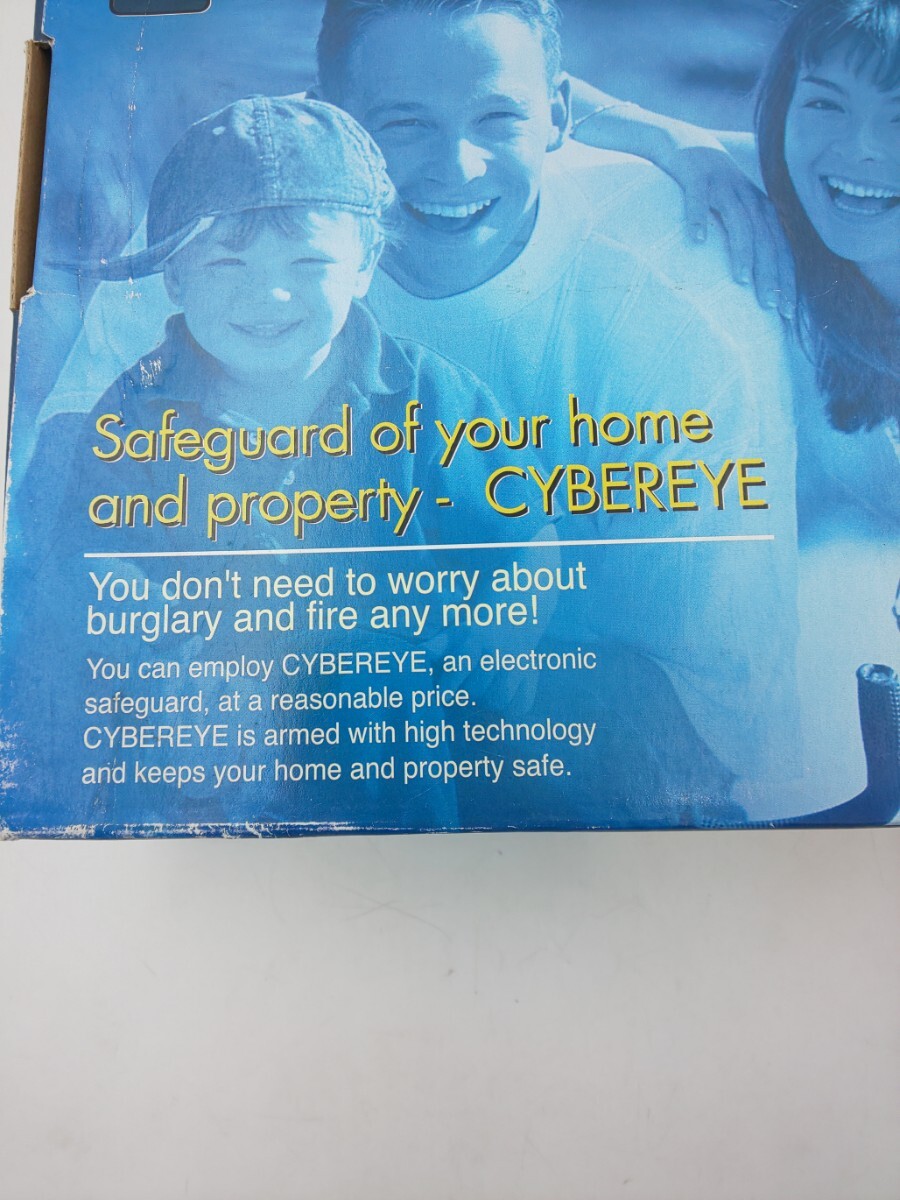 Safeguard of your home
and property - CYBEREYE
You don't need to worry about
burglary and fire any more!
You can employ CYBEREYE, an electronic
safeguard, at a reasonable price.
CYBEREYE is armed with high technology
and keeps your home and property safe.